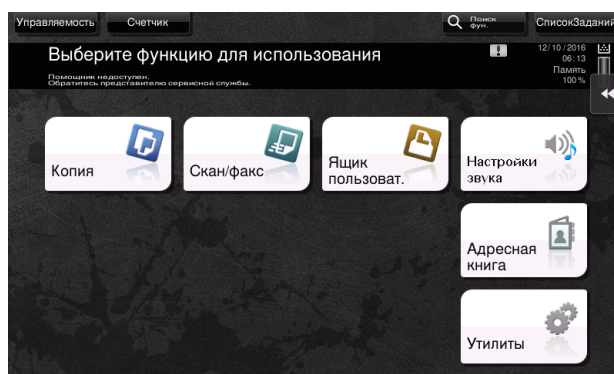 Управляемость
Счетчик
Поиск
фун.
СписокЗаданий
Выберите функцию для использования
Помощник недоступен.
Обратитесь представителю сервисной службы.
12/10/2016
06:13
Память
100%
Копия
Скан/факс
Ящик
пользоват.
Настройки
звука
Адресная
книга
Утилиты